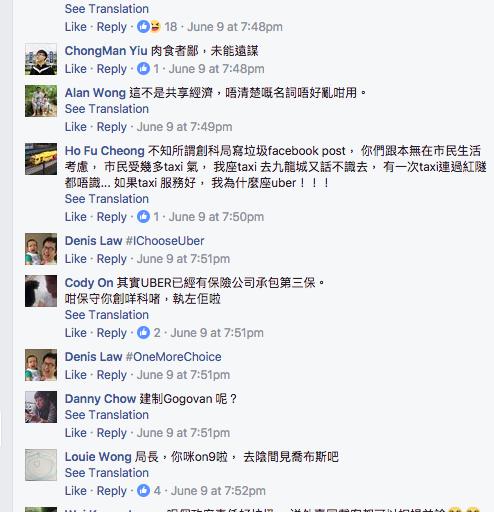 See Translation
Like · Reply · 18 · June 9 at 7:48pm
ChongMan Yiu 肉食者鄙，未能遠謀
Like · Reply · 1 · June 9 at 7:48pm
Alan Wong 這不是共享經濟，唔清楚嘅名詞唔好亂咁用。
See Translation
Like · Reply · June 9 at 7:49pm
Ho Fu Cheong 不知所謂創科局寫垃圾facebook post， 你們跟本無在市民生活
考慮， 市民受幾多taxi 氣， 我座taxi 去九龍城又話不識去， 有一次taxi連過紅隧
都唔識... 如果taxi 服務好， 我為什麼座uber！！！
See Translation
Like · Reply · 1 · June 9 at 7:50pm
Denis Law #IChooseUber
Like · Reply · June 9 at 7:51pm
Cody On 其實UBER已經有保險公司承包第三保。
咁保守你創咩科啫，執左佢啦
See Translation
Like · Reply · 2 · June 9 at 7:51pm
Denis Law #OneMoreChoice
Like · Reply · June 9 at 7:51pm
Danny Chow 建制Gogovan 呢？
See Translation
Like · Reply · June 9 at 7:51pm
Louie Wong 局長，你咪on9啦， 去陰間見喬布斯吧
See Translation
Like · Reply · 4 · June 9 at 7:52pm